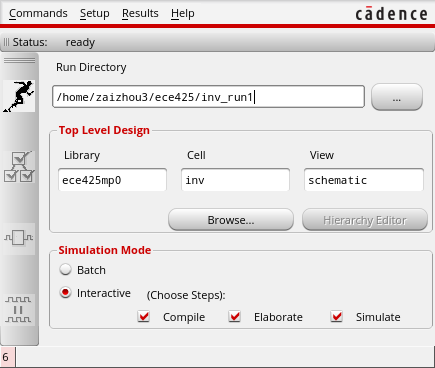 Commands Setup Results Help cādence
Status: ready
Run Directory
/home/zaizhou3/ece425/inv_run1
...
Top Level Design
Library Cell View
ece425mp0 inv schematic
Browse... Hierarchy Editor
Simulation Mode
Batch
Interactive (Choose Steps):
Compile Elaborate Simulate
6